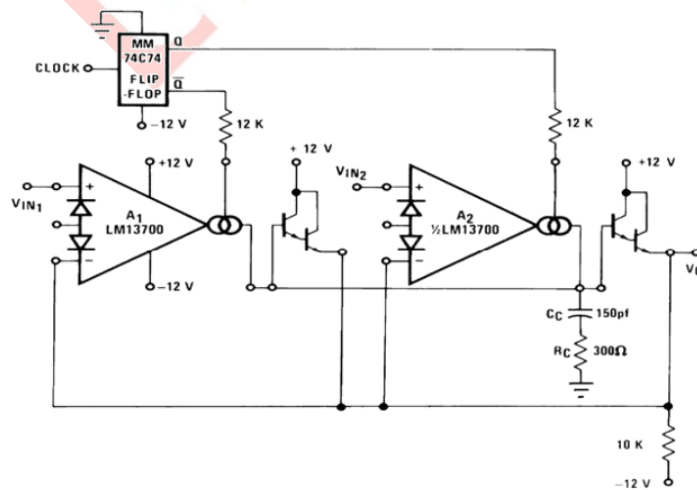 MM
74C74
FLIP
-FLOP
Q
Q̅
CLOCK
-12 V
12 K
12 K
+12 V
+ 12 V
+12 V
VIN1
+
A1
LM13700
-
-12 V
VIN2
+
A2
½LM13700
-
CC
150pf
RC
300Ω
10 K
-12 V